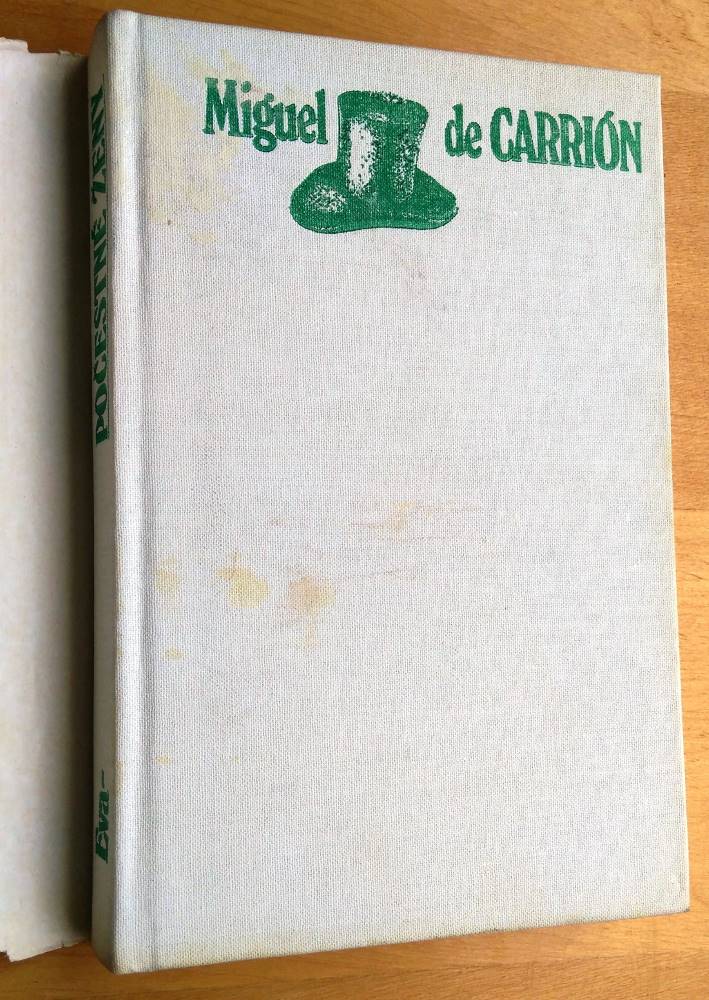 Miguel de CARRIÓN
POČESTNÉ ŽENY
Eva